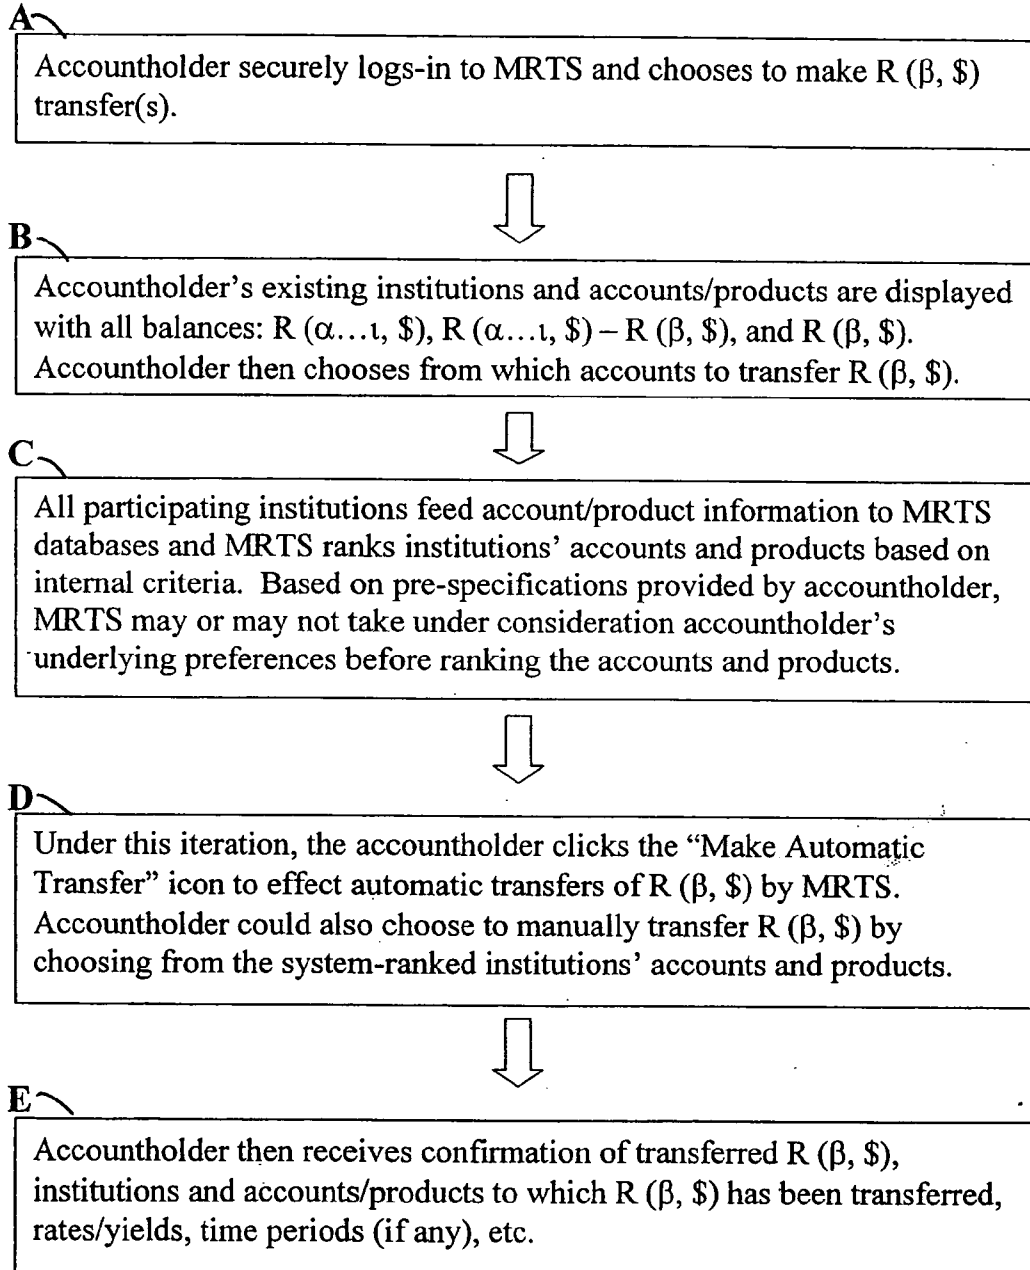 A
Accountholder securely logs-in to MRTS and chooses to make R (β, $)
transfer(s).
B
Accountholder's existing institutions and accounts/products are displayed
with all balances: R (α...ι, $), R (α...ι, $) – R (β, $), and R (β, $).
Accountholder then chooses from which accounts to transfer R (β, $).
C
All participating institutions feed account/product information to MRTS
databases and MRTS ranks institutions' accounts and products based on
internal criteria. Based on pre-specifications provided by accountholder,
MRTS may or may not take under consideration accountholder's
underlying preferences before ranking the accounts and products.
D
Under this iteration, the accountholder clicks the “Make Automatic
Transfer” icon to effect automatic transfers of R (β, $) by MRTS.
Accountholder could also choose to manually transfer R (β, $) by
choosing from the system-ranked institutions' accounts and products.
E
Accountholder then receives confirmation of transferred R (β, $),
institutions and accounts/products to which R (β, $) has been transferred,
rates/yields, time periods (if any), etc.